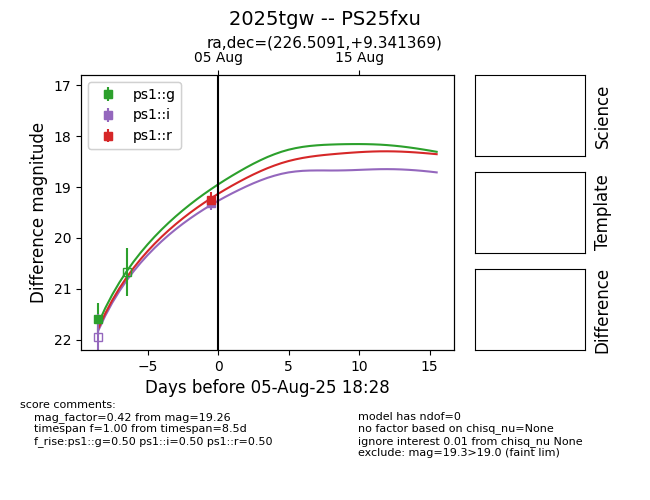 2025tgw -- PS25fxu
ra,dec=(226.5091,+9.341369)
05 Aug
15 Aug
17
18
19
20
21
22
Difference magnitude
ps1::g
ps1::i
ps1::r
−5
0
5
10
15
Days before 05-Aug-25 18:28
Science
Template
Difference
score comments:
mag_factor=0.42 from mag=19.26
timespan f=1.00 from timespan=8.5d
f_rise:ps1::g=0.50 ps1::i=0.50 ps1::r=0.50
model has ndof=0
no factor based on chisq_nu=None
ignore interest 0.01 from chisq_nu None
exclude: mag=19.3>19.0 (faint lim)